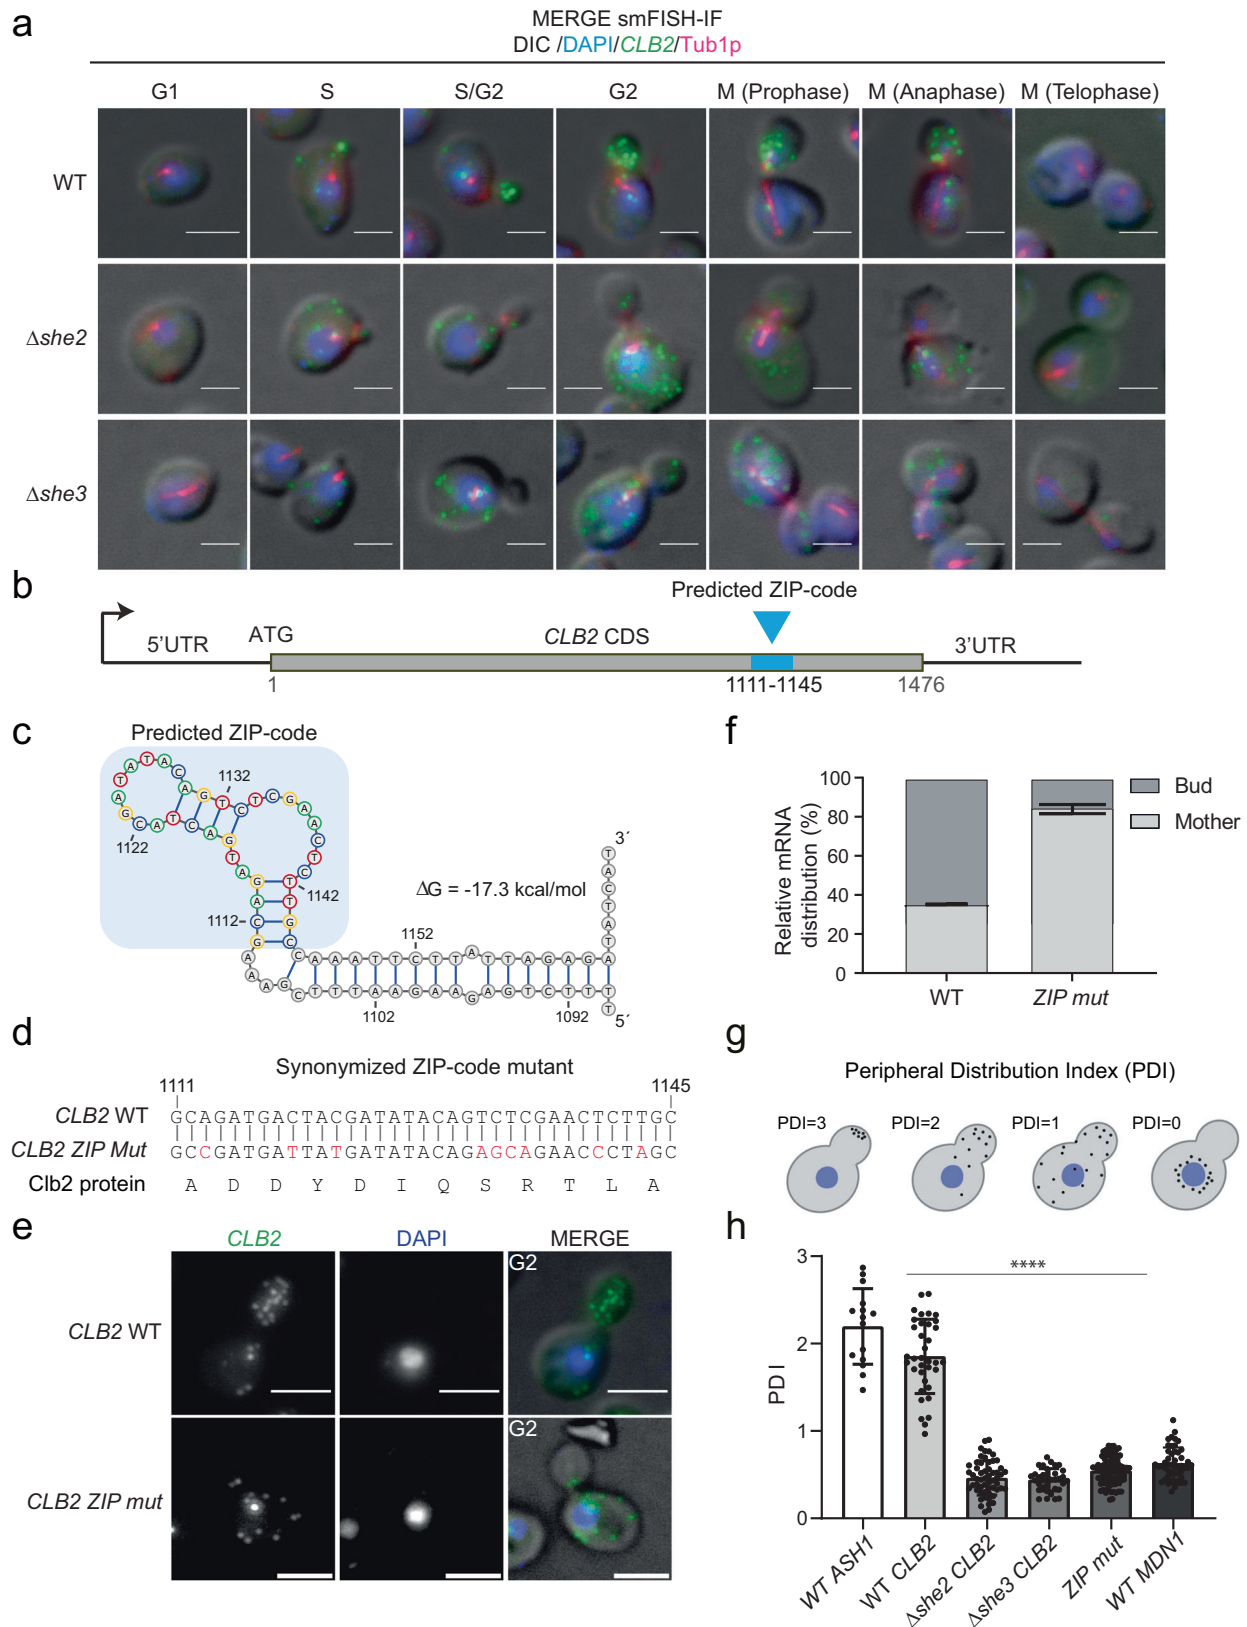 a
MERGE smFISH-IF
DIC /DAPI/CLB2/Tub1p
G1 S S/G2 G2 M (Prophase) M (Anaphase) M (Telophase)
WT
Δshe2
Δshe3
b
Predicted ZIP-code
5’UTR ATG CLB2 CDS 3’UTR
1 1111-1145 1476
c
Predicted ZIP-code
1132
1122
1142
1112
ΔG = -17.3 kcal/mol
1152
1102
1092
3´
5´
d
Synonymized ZIP-code mutant
1111 1145
CLB2 WT GCAGATGACTACGATATACAGTCTCGAACTCTTGC
CLB2 ZIP Mut GCCGATGATTATGATATACAGAGCAGAACCCTAGC
Clb2 protein A D D Y D I Q S R T L A
e
CLB2 DAPI MERGE
CLB2 WT
G2
CLB2 ZIP mut
G2
f
Relative mRNA
distribution (%)
100
80
60
40
20
0
WT ZIP mut
Bud
Mother
g
Peripheral Distribution Index (PDI)
PDI=3 PDI=2 PDI=1 PDI=0
h
PDI
3
2
1
0
****
WT ASH1
WT CLB2
Δshe2 CLB2
Δshe3 CLB2
ZIP mut
WT MDN1